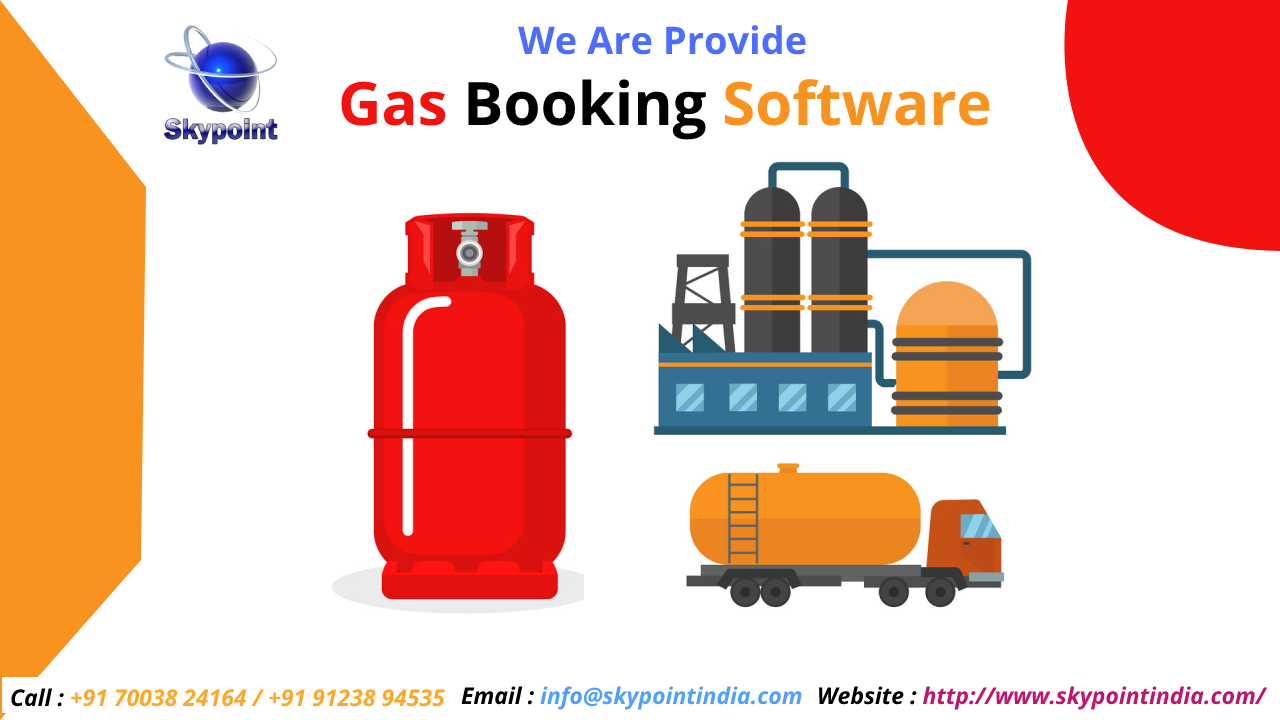 Skypoint
We Are Provide
Gas Booking Software
Call : +91 70038 24164 / +91 91238 94535 Email : info@skypointindia.com Website : http://www.skypointindia.com/